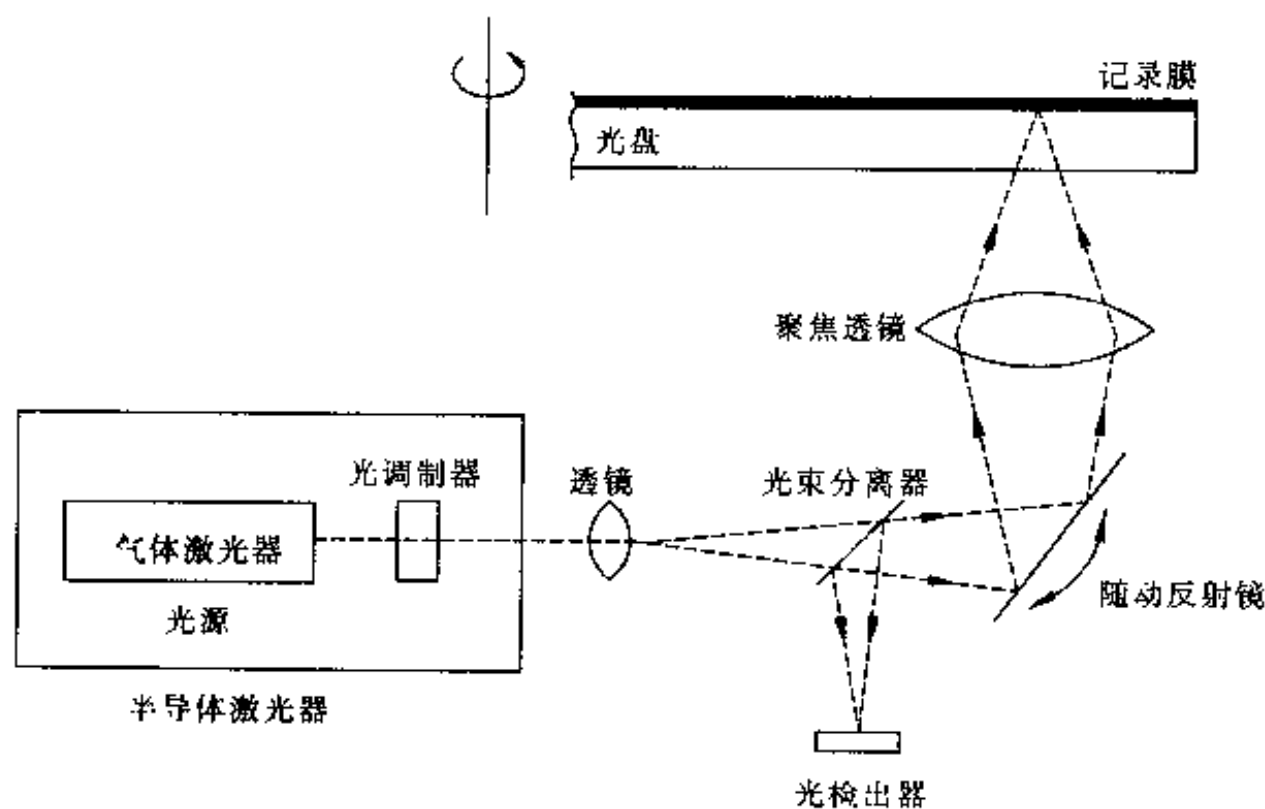 记录膜
光盘
聚焦透镜
光调制器
透镜
光束分离器
气体激光器
光源
随动反射镜
半导体激光器
光检出器